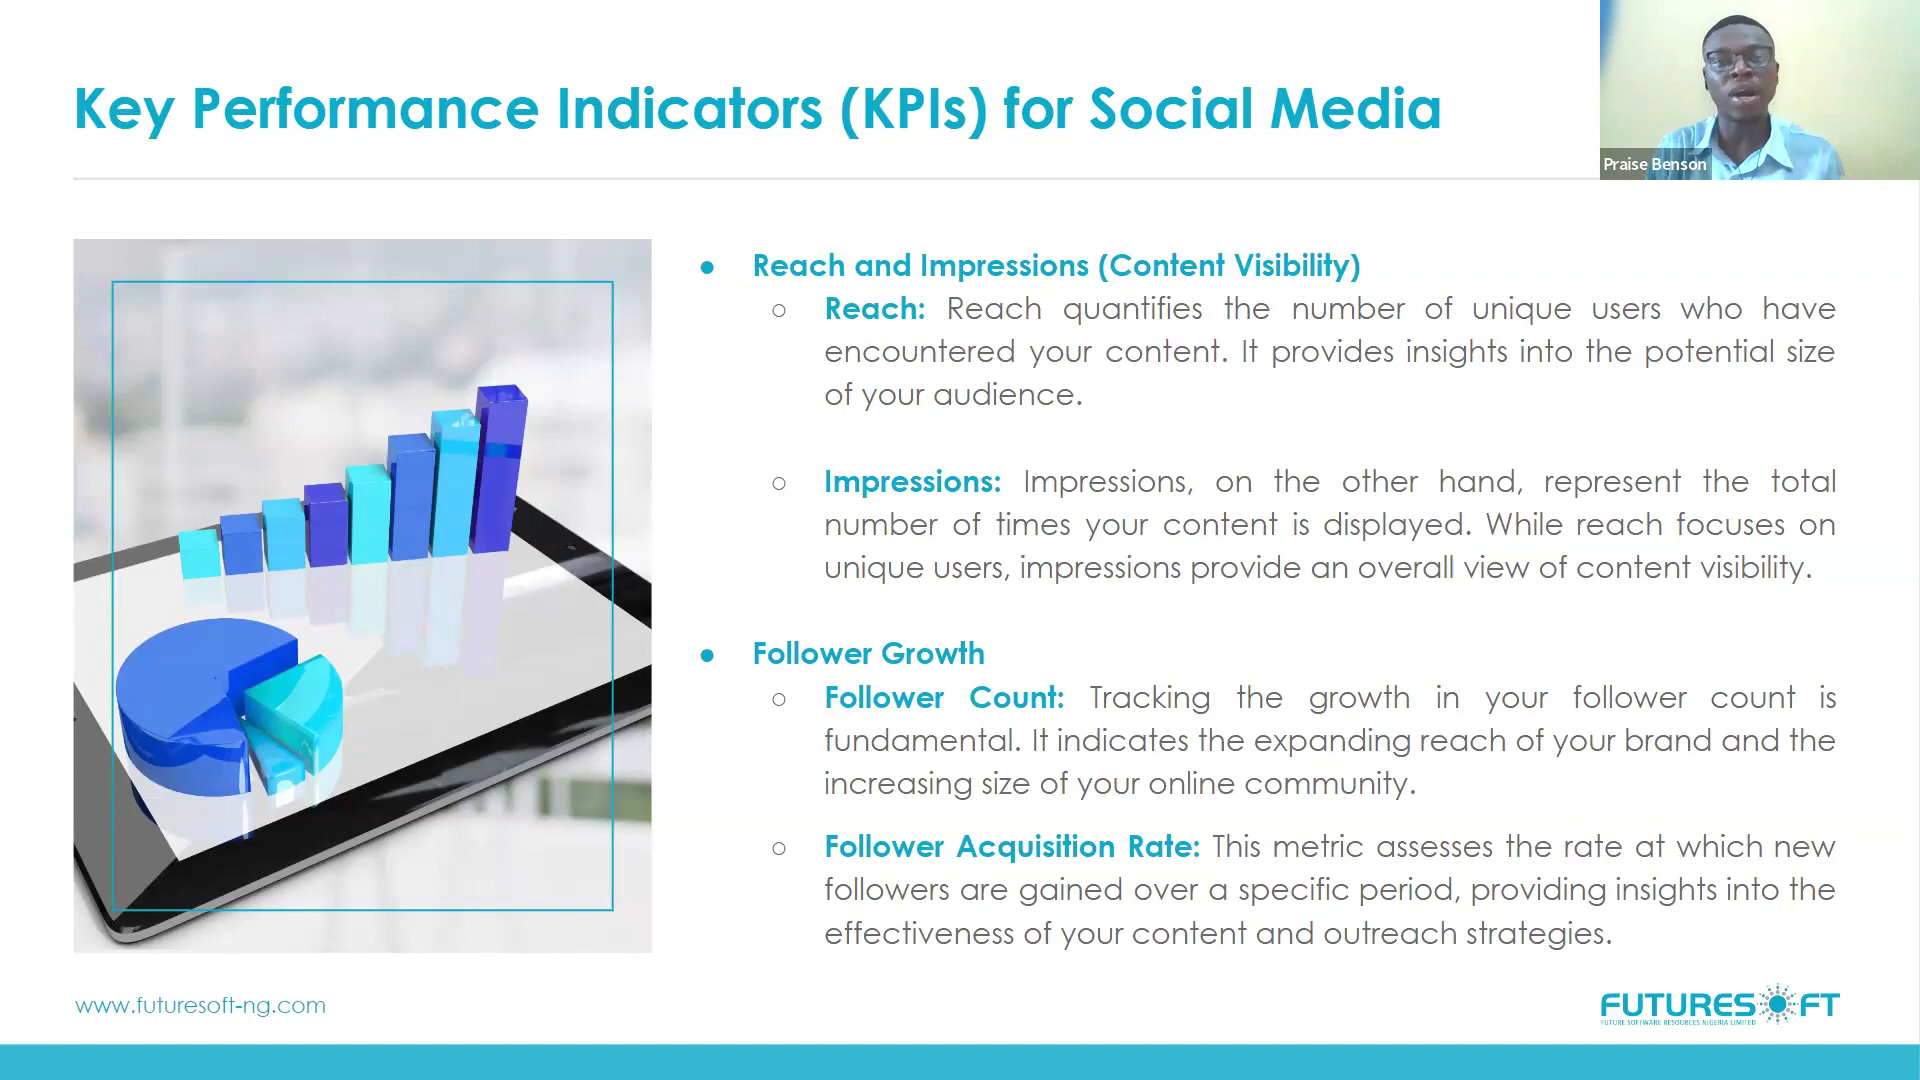 Key Performance Indicators (KPIs) for Social Media
Praise Benson
Reach and Impressions (Content Visibility)
Reach: Reach quantifies the number of unique users who have
encountered your content. It provides insights into the potential size
of your audience.
Impressions: Impressions, on the other hand, represent the total
number of times your content is displayed. While reach focuses on
unique users, impressions provide an overall view of content visibility.
Follower Growth
Follower Count: Tracking the growth in your follower count is
fundamental. It indicates the expanding reach of your brand and the
increasing size of your online community.
Follower Acquisition Rate: This metric assesses the rate at which new
followers are gained over a specific period, providing insights into the
effectiveness of your content and outreach strategies.
www.futuresoft-ng.com
FUTURESOFT
FUTURE SOFTWARE RESOURCES NIGERIA LIMITED